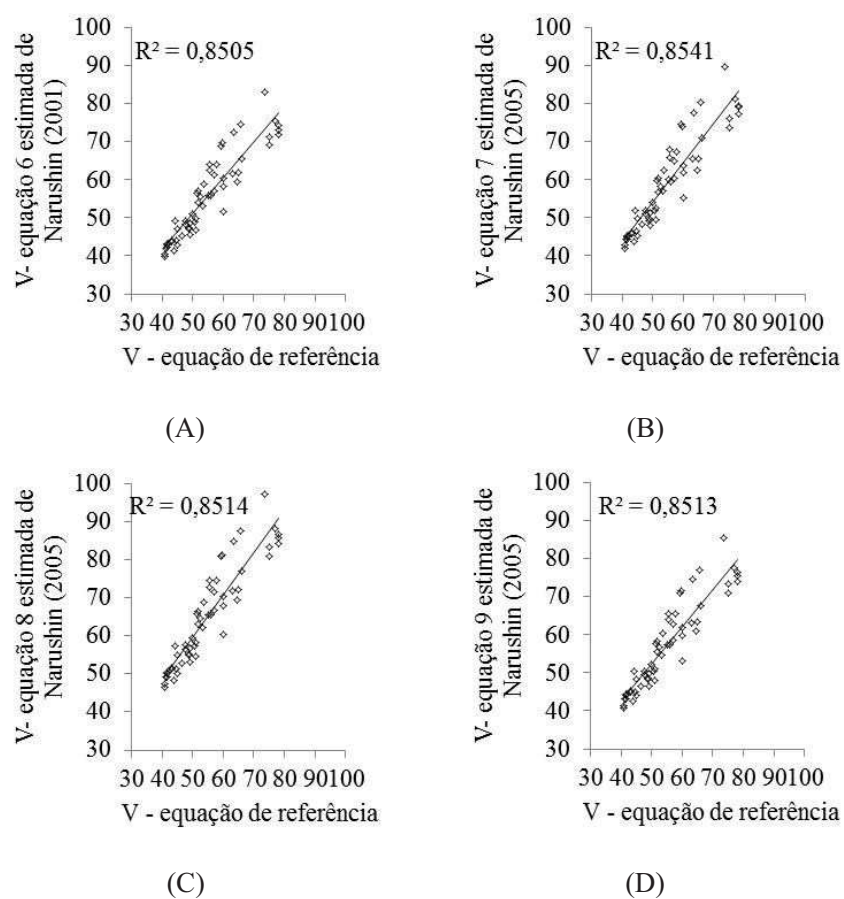 V- equação 6 estimada de
Narushin (2001)
100
90
80
70
60
50
40
30
R² = 0,8505
30 40 50 60 70 80 90100
V - equação de referência
(A)
V- equação 7 estimada de
Narushin (2005)
100
90
80
70
60
50
40
30
R² = 0,8541
30 40 50 60 70 80 90100
V - equação de referência
(B)
V- equação 8 estimada de
Narushin (2005)
100
90
80
70
60
50
40
30
R² = 0,8514
30 40 50 60 70 80 90100
V - equação de referência
(C)
V- equação 9 estimada de
Narushin (2005)
100
90
80
70
60
50
40
30
R² = 0,8513
30 40 50 60 70 80 90100
V - equação de referência
(D)